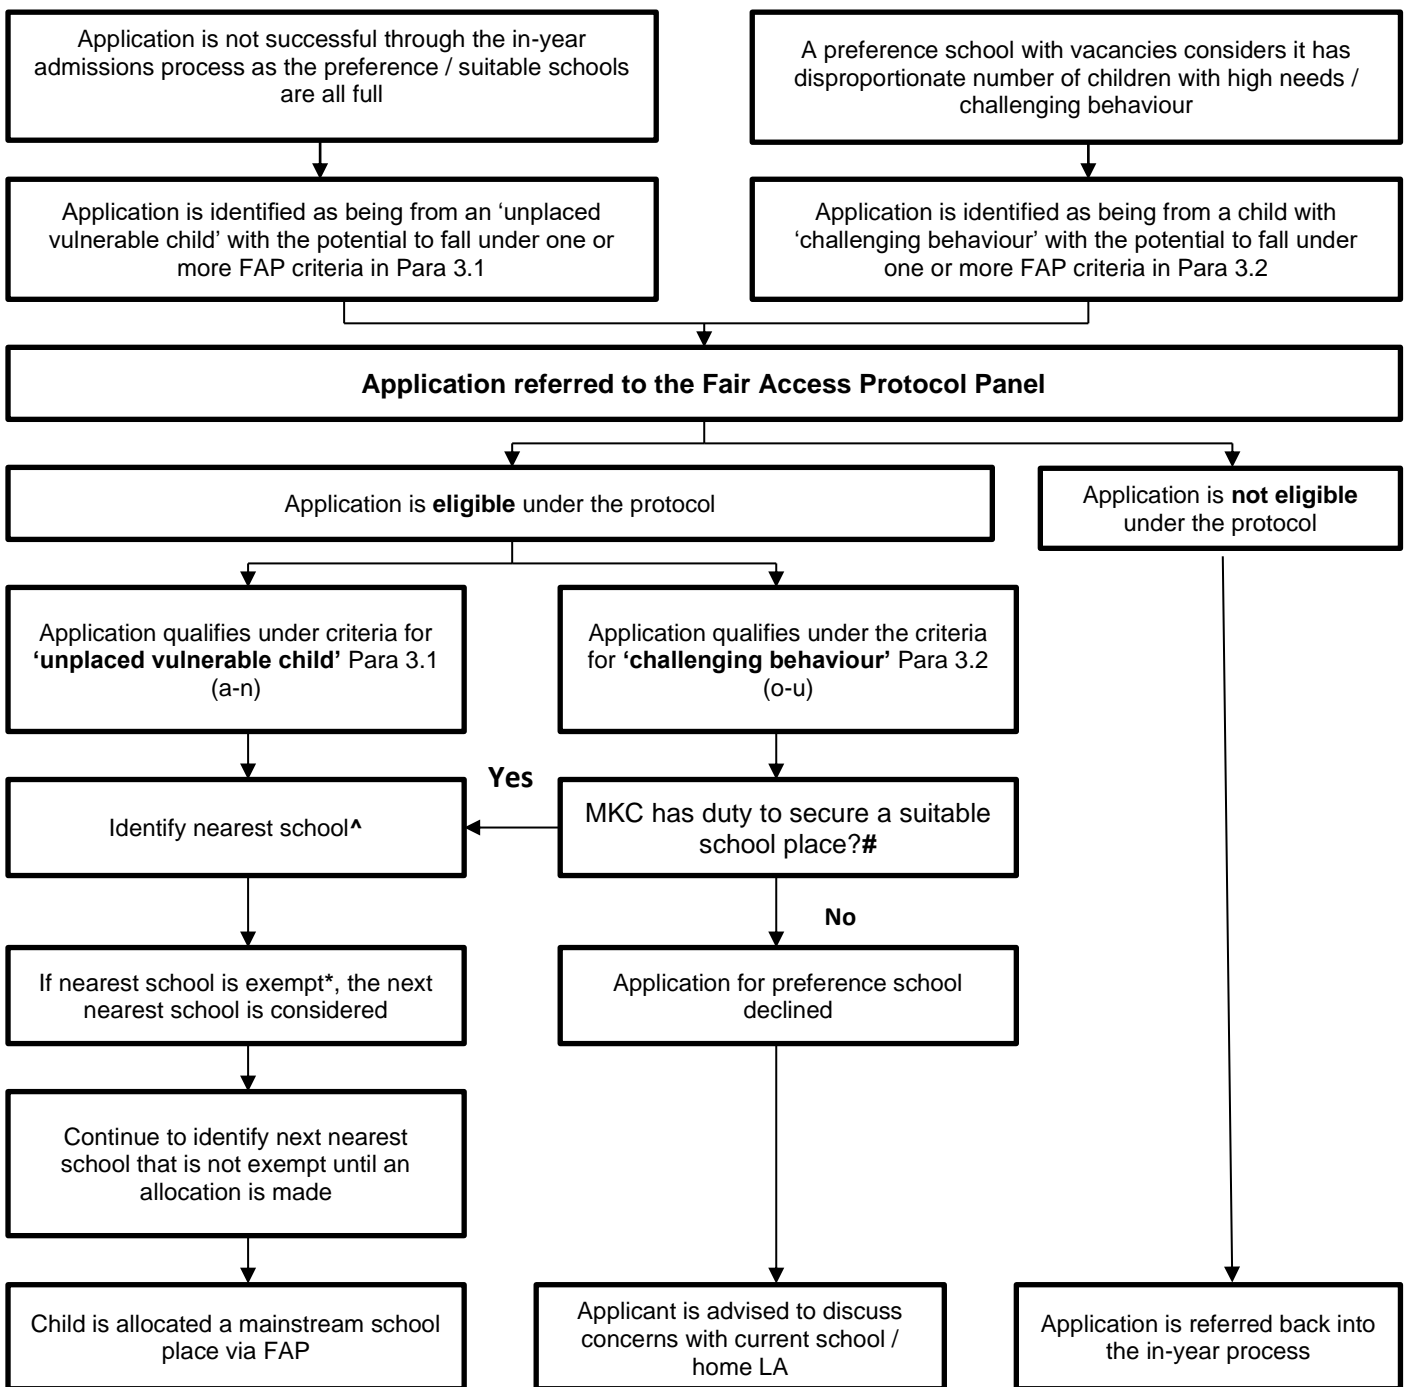 Application is not successful through the in-year
admissions process as the preference / suitable schools
are all full
A preference school with vacancies considers it has
disproportionate number of children with high needs /
challenging behaviour
Application is identified as being from an ‘unplaced
vulnerable child’ with the potential to fall under one or
more FAP criteria in Para 3.1
Application is identified as being from a child with
‘challenging behaviour’ with the potential to fall under
one or more FAP criteria in Para 3.2
Application referred to the Fair Access Protocol Panel
Application is eligible under the protocol
Application is not eligible
under the protocol
Application qualifies under criteria for
‘unplaced vulnerable child’ Para 3.1
(a-n)
Application qualifies under the criteria
for ‘challenging behaviour’ Para 3.2
(o-u)
Identify nearest school^
Yes
MKC has duty to secure a suitable
school place?#
No
If nearest school is exempt*, the next
nearest school is considered
Application for preference school
declined
Continue to identify next nearest
school that is not exempt until an
allocation is made
Child is allocated a mainstream school
place via FAP
Applicant is advised to discuss
concerns with current school /
home LA
Application is referred back into
the in-year process